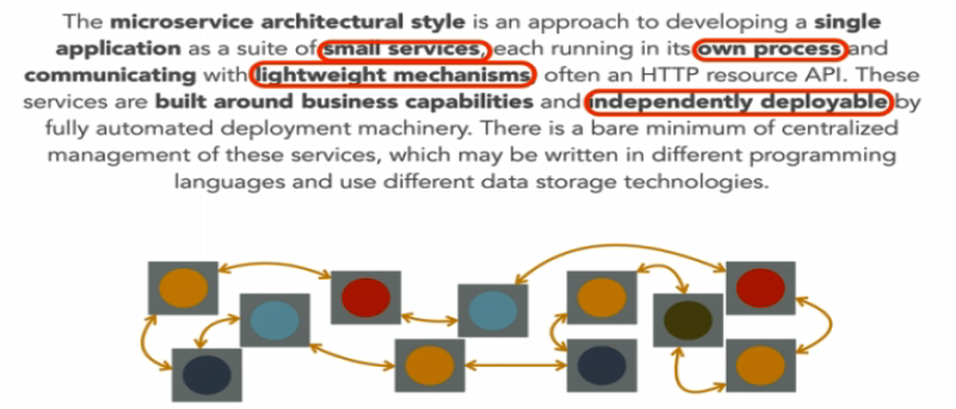 The microservice architectural style is an approach to developing a single
application as a suite of small services, each running in its own process and
communicating with lightweight mechanisms, often an HTTP resource API. These
services are built around business capabilities and independently deployable by
fully automated deployment machinery. There is a bare minimum of centralized
management of these services, which may be written in different programming
languages and use different data storage technologies.